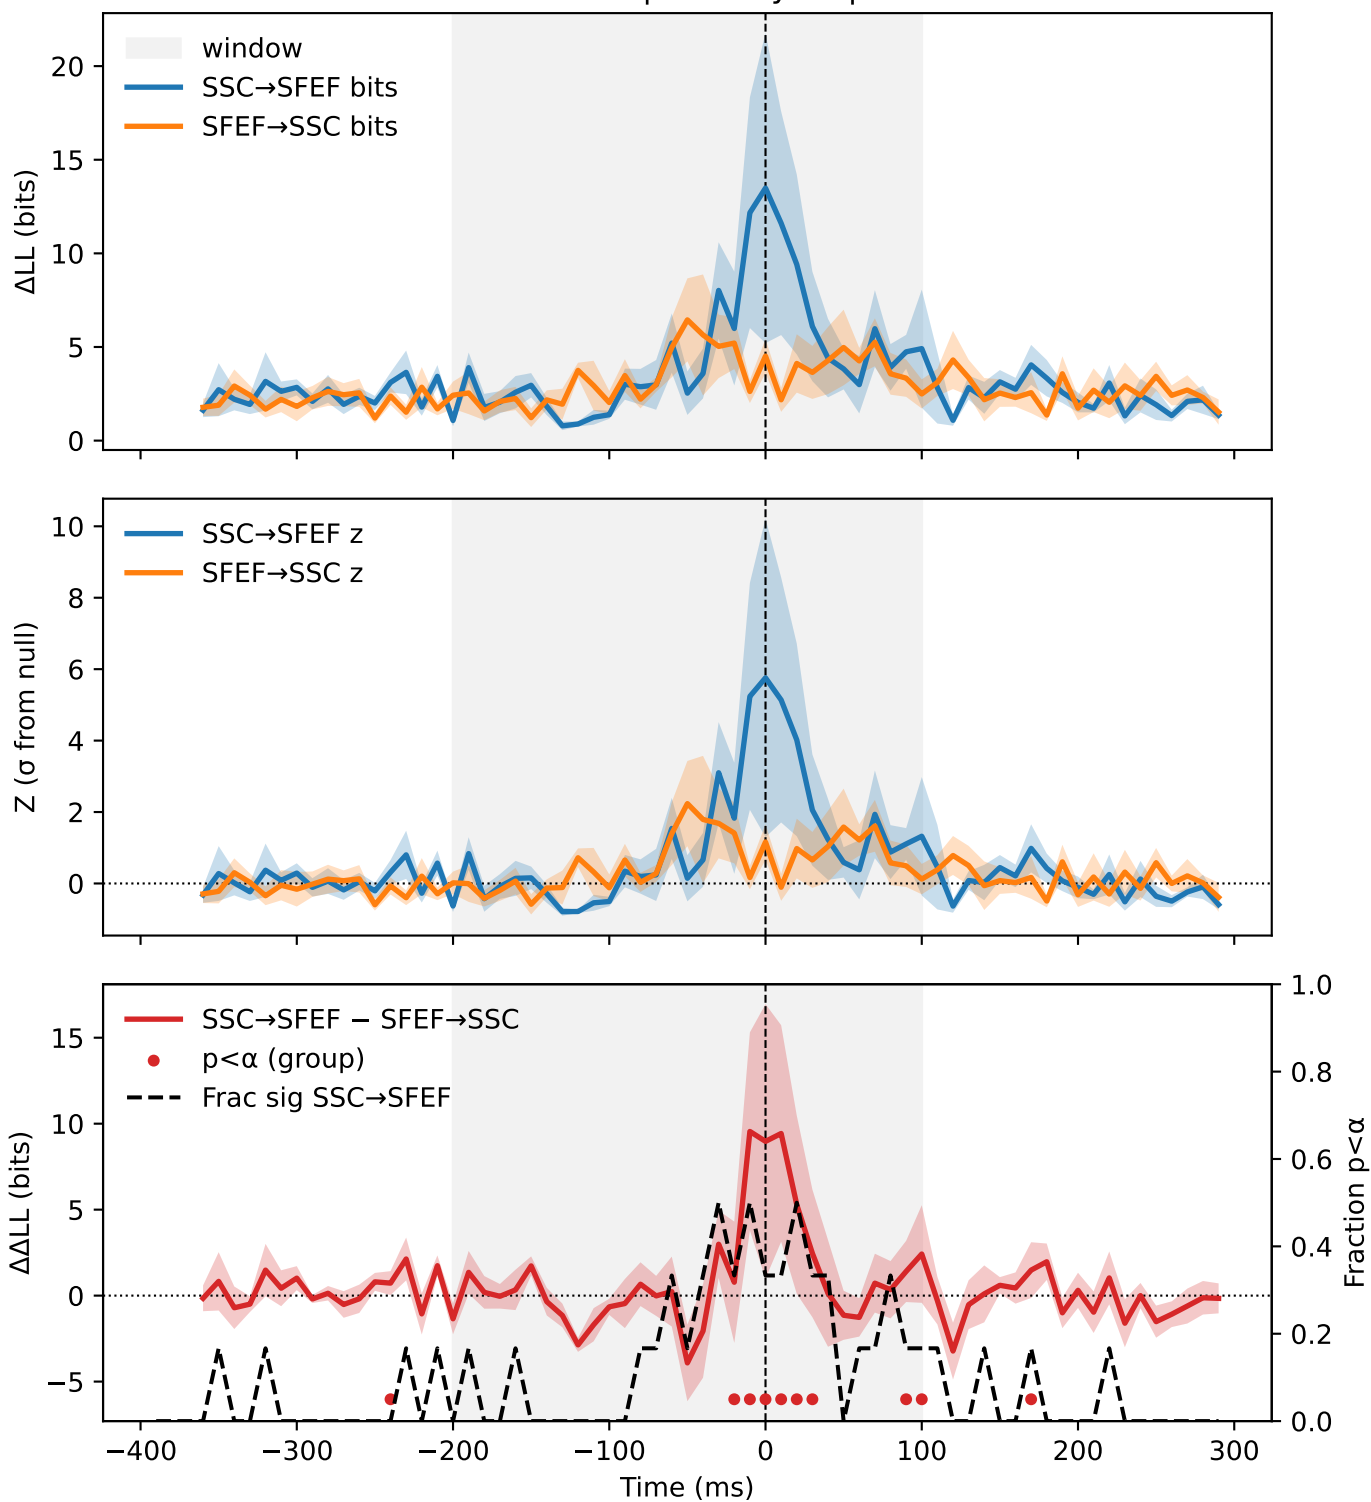 window
SSC→SFEF bits
SFEF→SSC bits
20
15
10
5
0
ΔLL (bits)
SSC→SFEF z
SFEF→SSC z
10
8
6
4
2
0
Z (σ from null)
SSC→SFEF − SFEF→SSC
p<α (group)
Frac sig SSC→SFEF
15
10
5
0
−5
ΔΔLL (bits)
1.0
0.8
0.6
0.4
0.2
0.0
Fraction p<α
−400 −300 −200 −100 0 100 200 300
Time (ms)